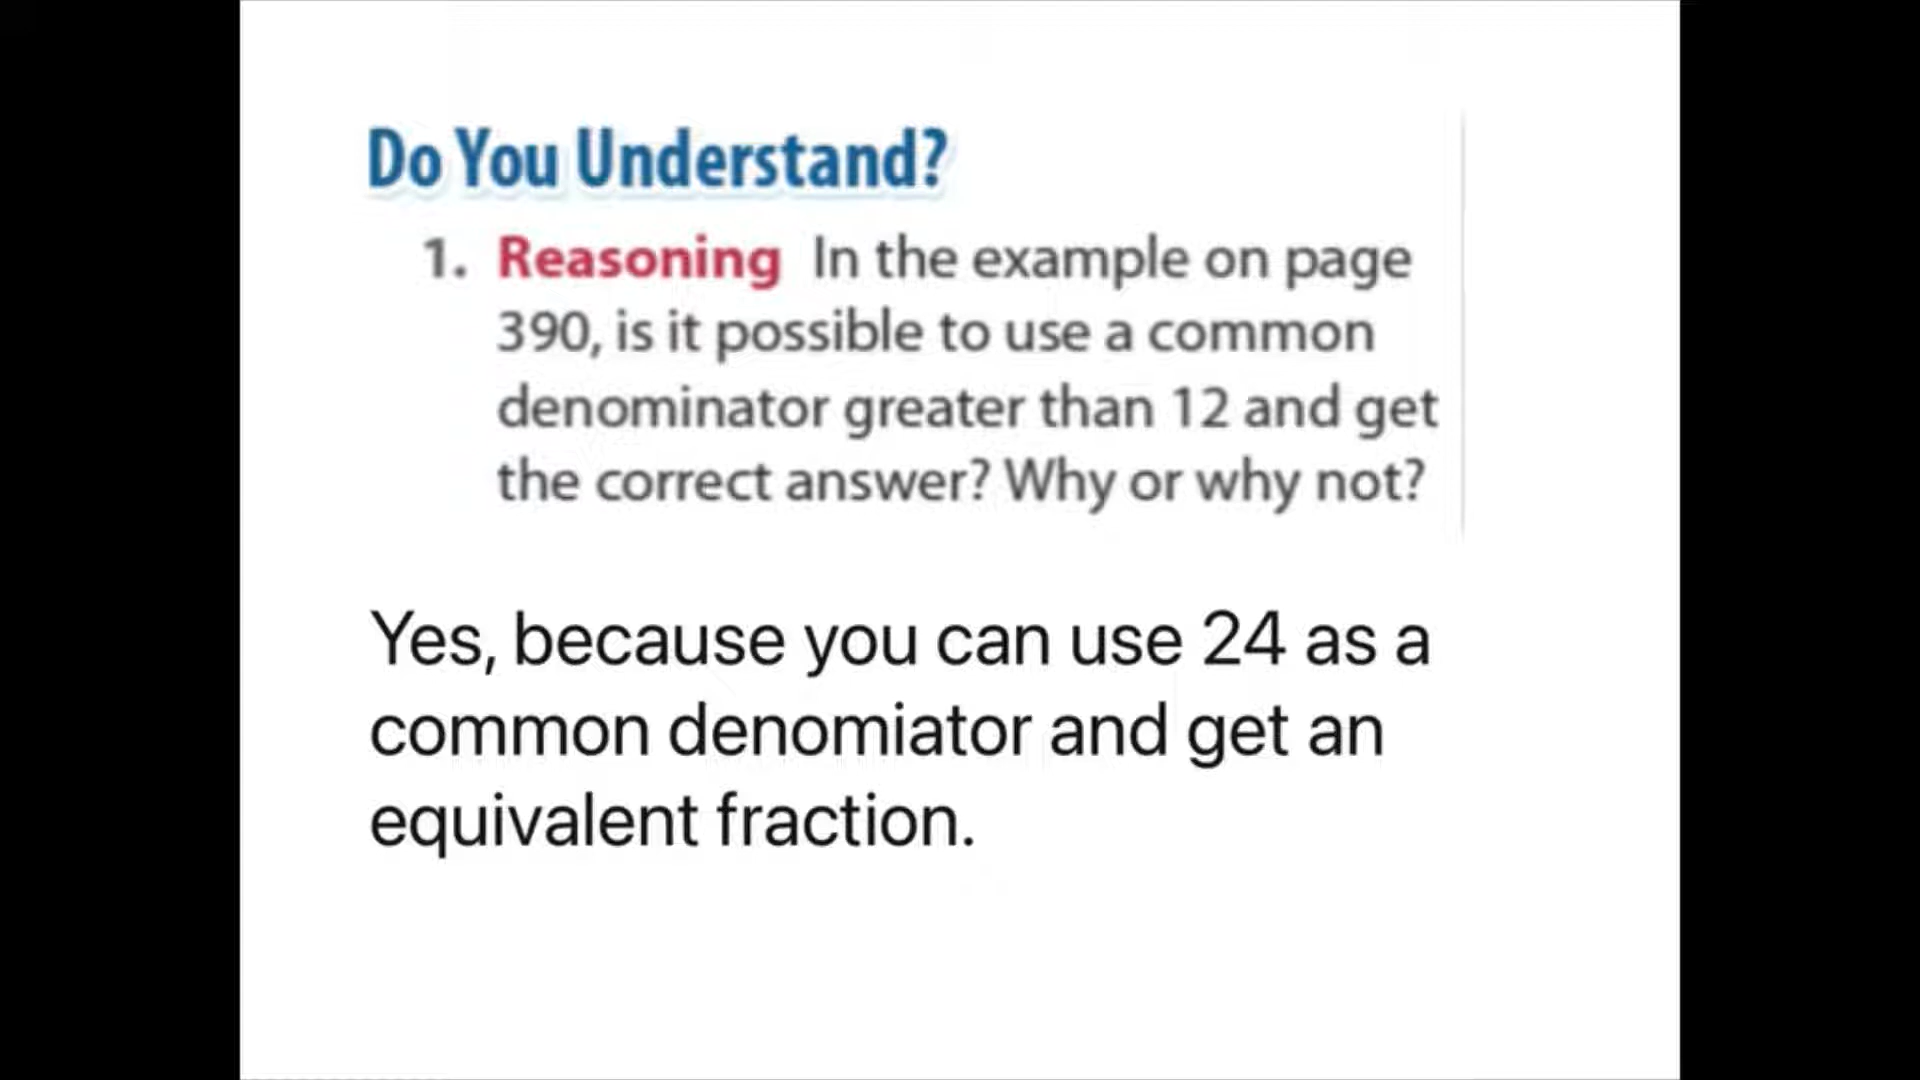 Do You Understand?
1. Reasoning In the example on page
390, is it possible to use a common
denominator greater than 12 and get
the correct answer? Why or why not?
Yes, because you can use 24 as a
common denomiator and get an
equivalent fraction.